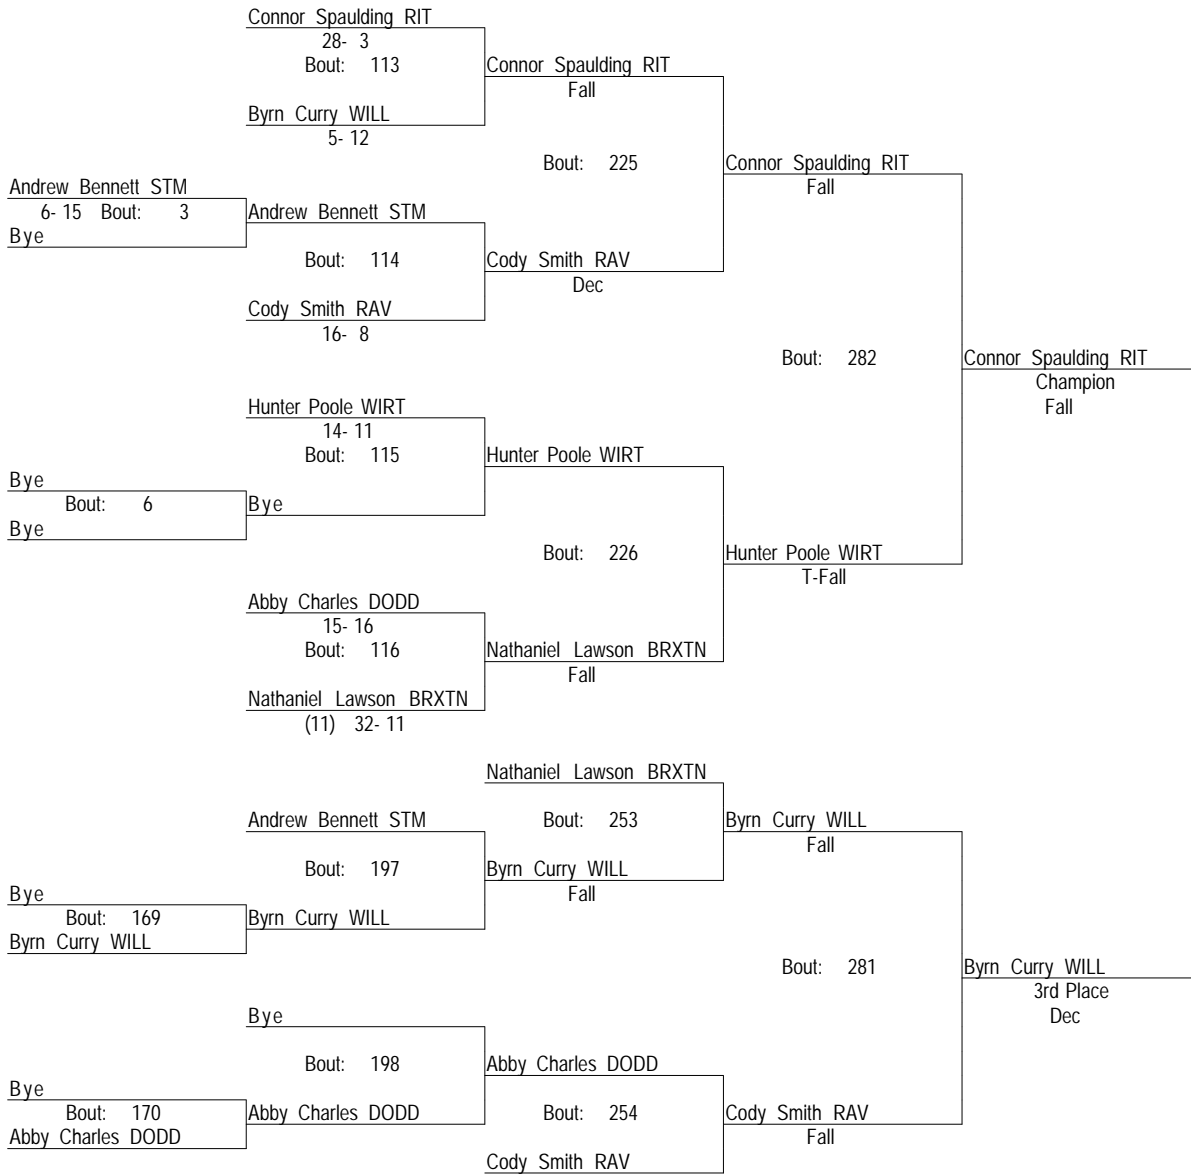 Connor Spaulding RIT
28- 3
Bout: 113
Connor Spaulding RIT
Fall
Byrn Curry WILL
5- 12
Bout: 225
Connor Spaulding RIT
Fall
Andrew Bennett STM
6- 15 Bout: 3
Andrew Bennett STM
Bye
Bout: 114
Cody Smith RAV
Dec
Cody Smith RAV
16- 8
Bout: 282
Connor Spaulding RIT
Champion
Fall
Hunter Poole WIRT
14- 11
Bout: 115
Hunter Poole WIRT
Bye
Bout: 6
Bye
Bye
Bout: 226
Hunter Poole WIRT
T-Fall
Abby Charles DODD
15- 16
Bout: 116
Nathaniel Lawson BRXTN
Fall
Nathaniel Lawson BRXTN
(11) 32- 11
Nathaniel Lawson BRXTN
Andrew Bennett STM
Bout: 253
Byrn Curry WILL
Fall
Bout: 197
Byrn Curry WILL
Fall
Bye
Bout: 169
Byrn Curry WILL
Byrn Curry WILL
Bout: 281
Byrn Curry WILL
3rd Place
Dec
Bye
Bout: 198
Abby Charles DODD
Bye
Bout: 170
Abby Charles DODD
Bout: 254
Cody Smith RAV
Fall
Abby Charles DODD
Cody Smith RAV